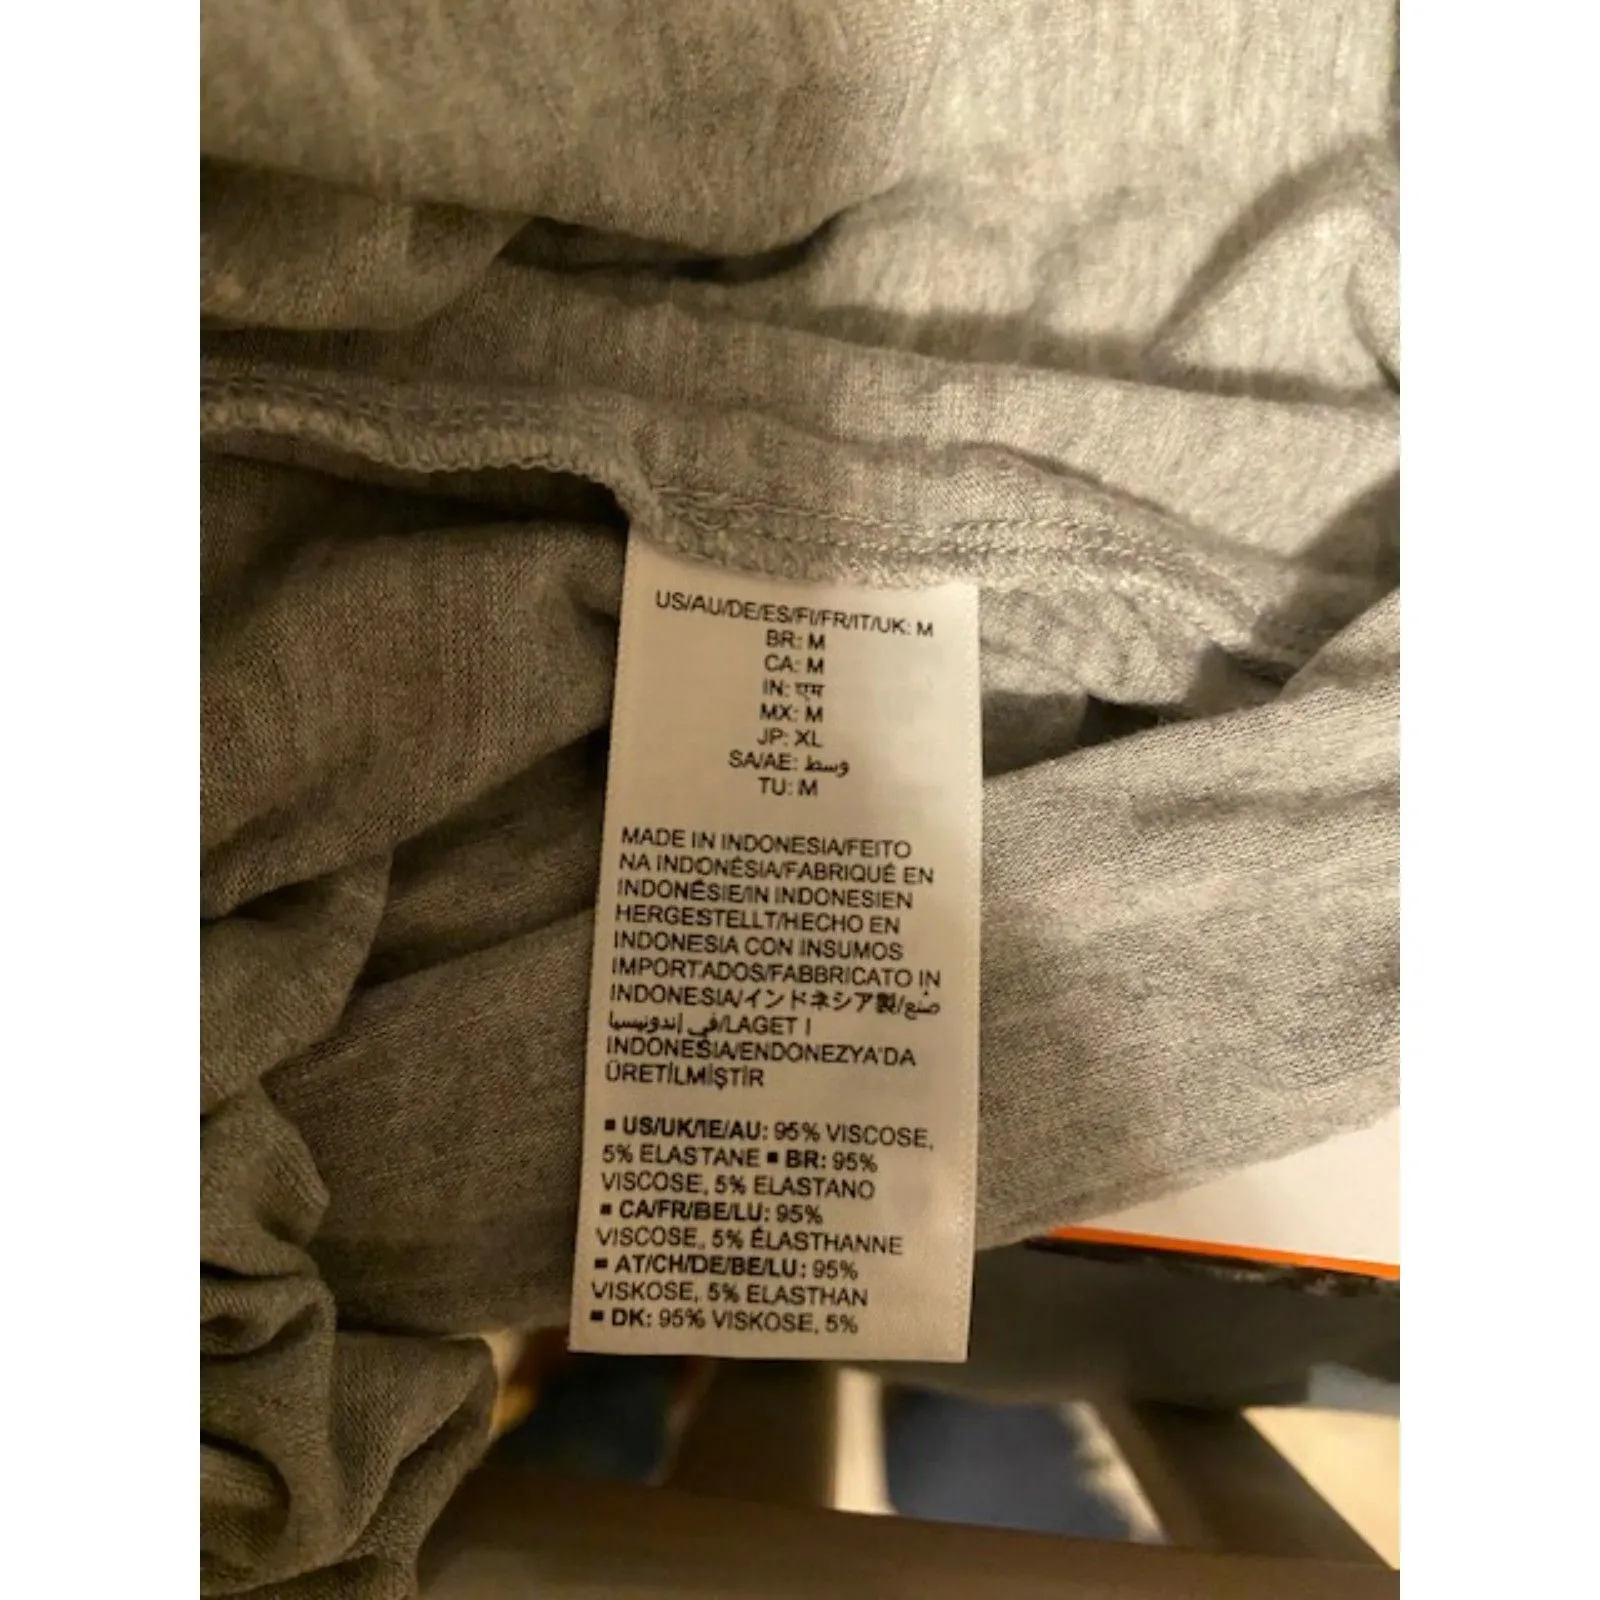 US/AU/DE/ES/FI/FR/IT/UK: M
BR: M
CA: M
IN: एम
MX: M
JP: XL
SA/AE: وسط
TU: M
MADE IN INDONESIA/FEITO
NA INDONÉSIA/FABRIQUÉ EN
INDONÉSIE/IN INDONESIEN
HERGESTELLT/HECHO EN
INDONESIA CON INSUMOS
IMPORTADOS/FABBRICATO IN
INDONESIA/インドネシア製/صُنع
في إندونيسيا/LAGET I
INDONESIA/ENDONEZYA'DA
ÜRETİLMİŞTİR
▪ US/UK/IE/AU: 95% VISCOSE,
5% ELASTANE ▪ BR: 95%
VISCOSE, 5% ELASTANO
▪ CA/FR/BE/LU: 95%
VISCOSE, 5% ÉLASTHANNE
▪ AT/CH/DE/BE/LU: 95%
VISKOSE, 5% ELASTHAN
▪ DK: 95% VISKOSE, 5%